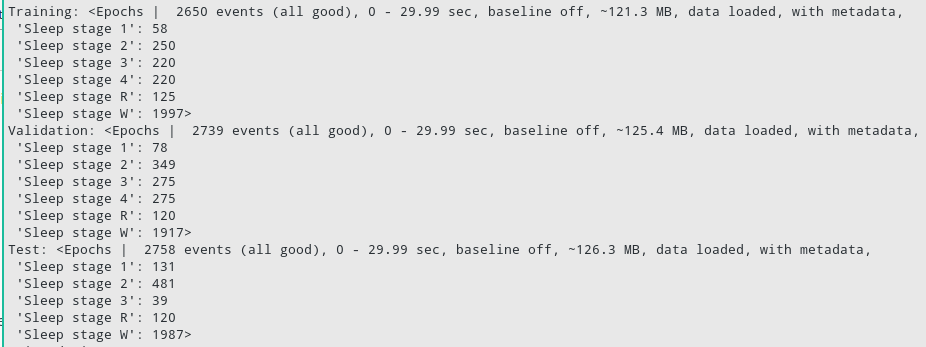 Training: <Epochs |  2650 events (all good), 0 - 29.99 sec, baseline off, ~121.3 MB, data loaded, with metadata,
 'Sleep stage 1': 58
 'Sleep stage 2': 250
 'Sleep stage 3': 220
 'Sleep stage 4': 220
 'Sleep stage R': 125
 'Sleep stage W': 1997>
Validation: <Epochs |  2739 events (all good), 0 - 29.99 sec, baseline off, ~125.4 MB, data loaded, with metadata,
 'Sleep stage 1': 78
 'Sleep stage 2': 349
 'Sleep stage 3': 275
 'Sleep stage 4': 275
 'Sleep stage R': 120
 'Sleep stage W': 1917>
Test: <Epochs |  2758 events (all good), 0 - 29.99 sec, baseline off, ~126.3 MB, data loaded, with metadata,
 'Sleep stage 1': 131
 'Sleep stage 2': 481
 'Sleep stage 3': 39
 'Sleep stage R': 120
 'Sleep stage W': 1987>